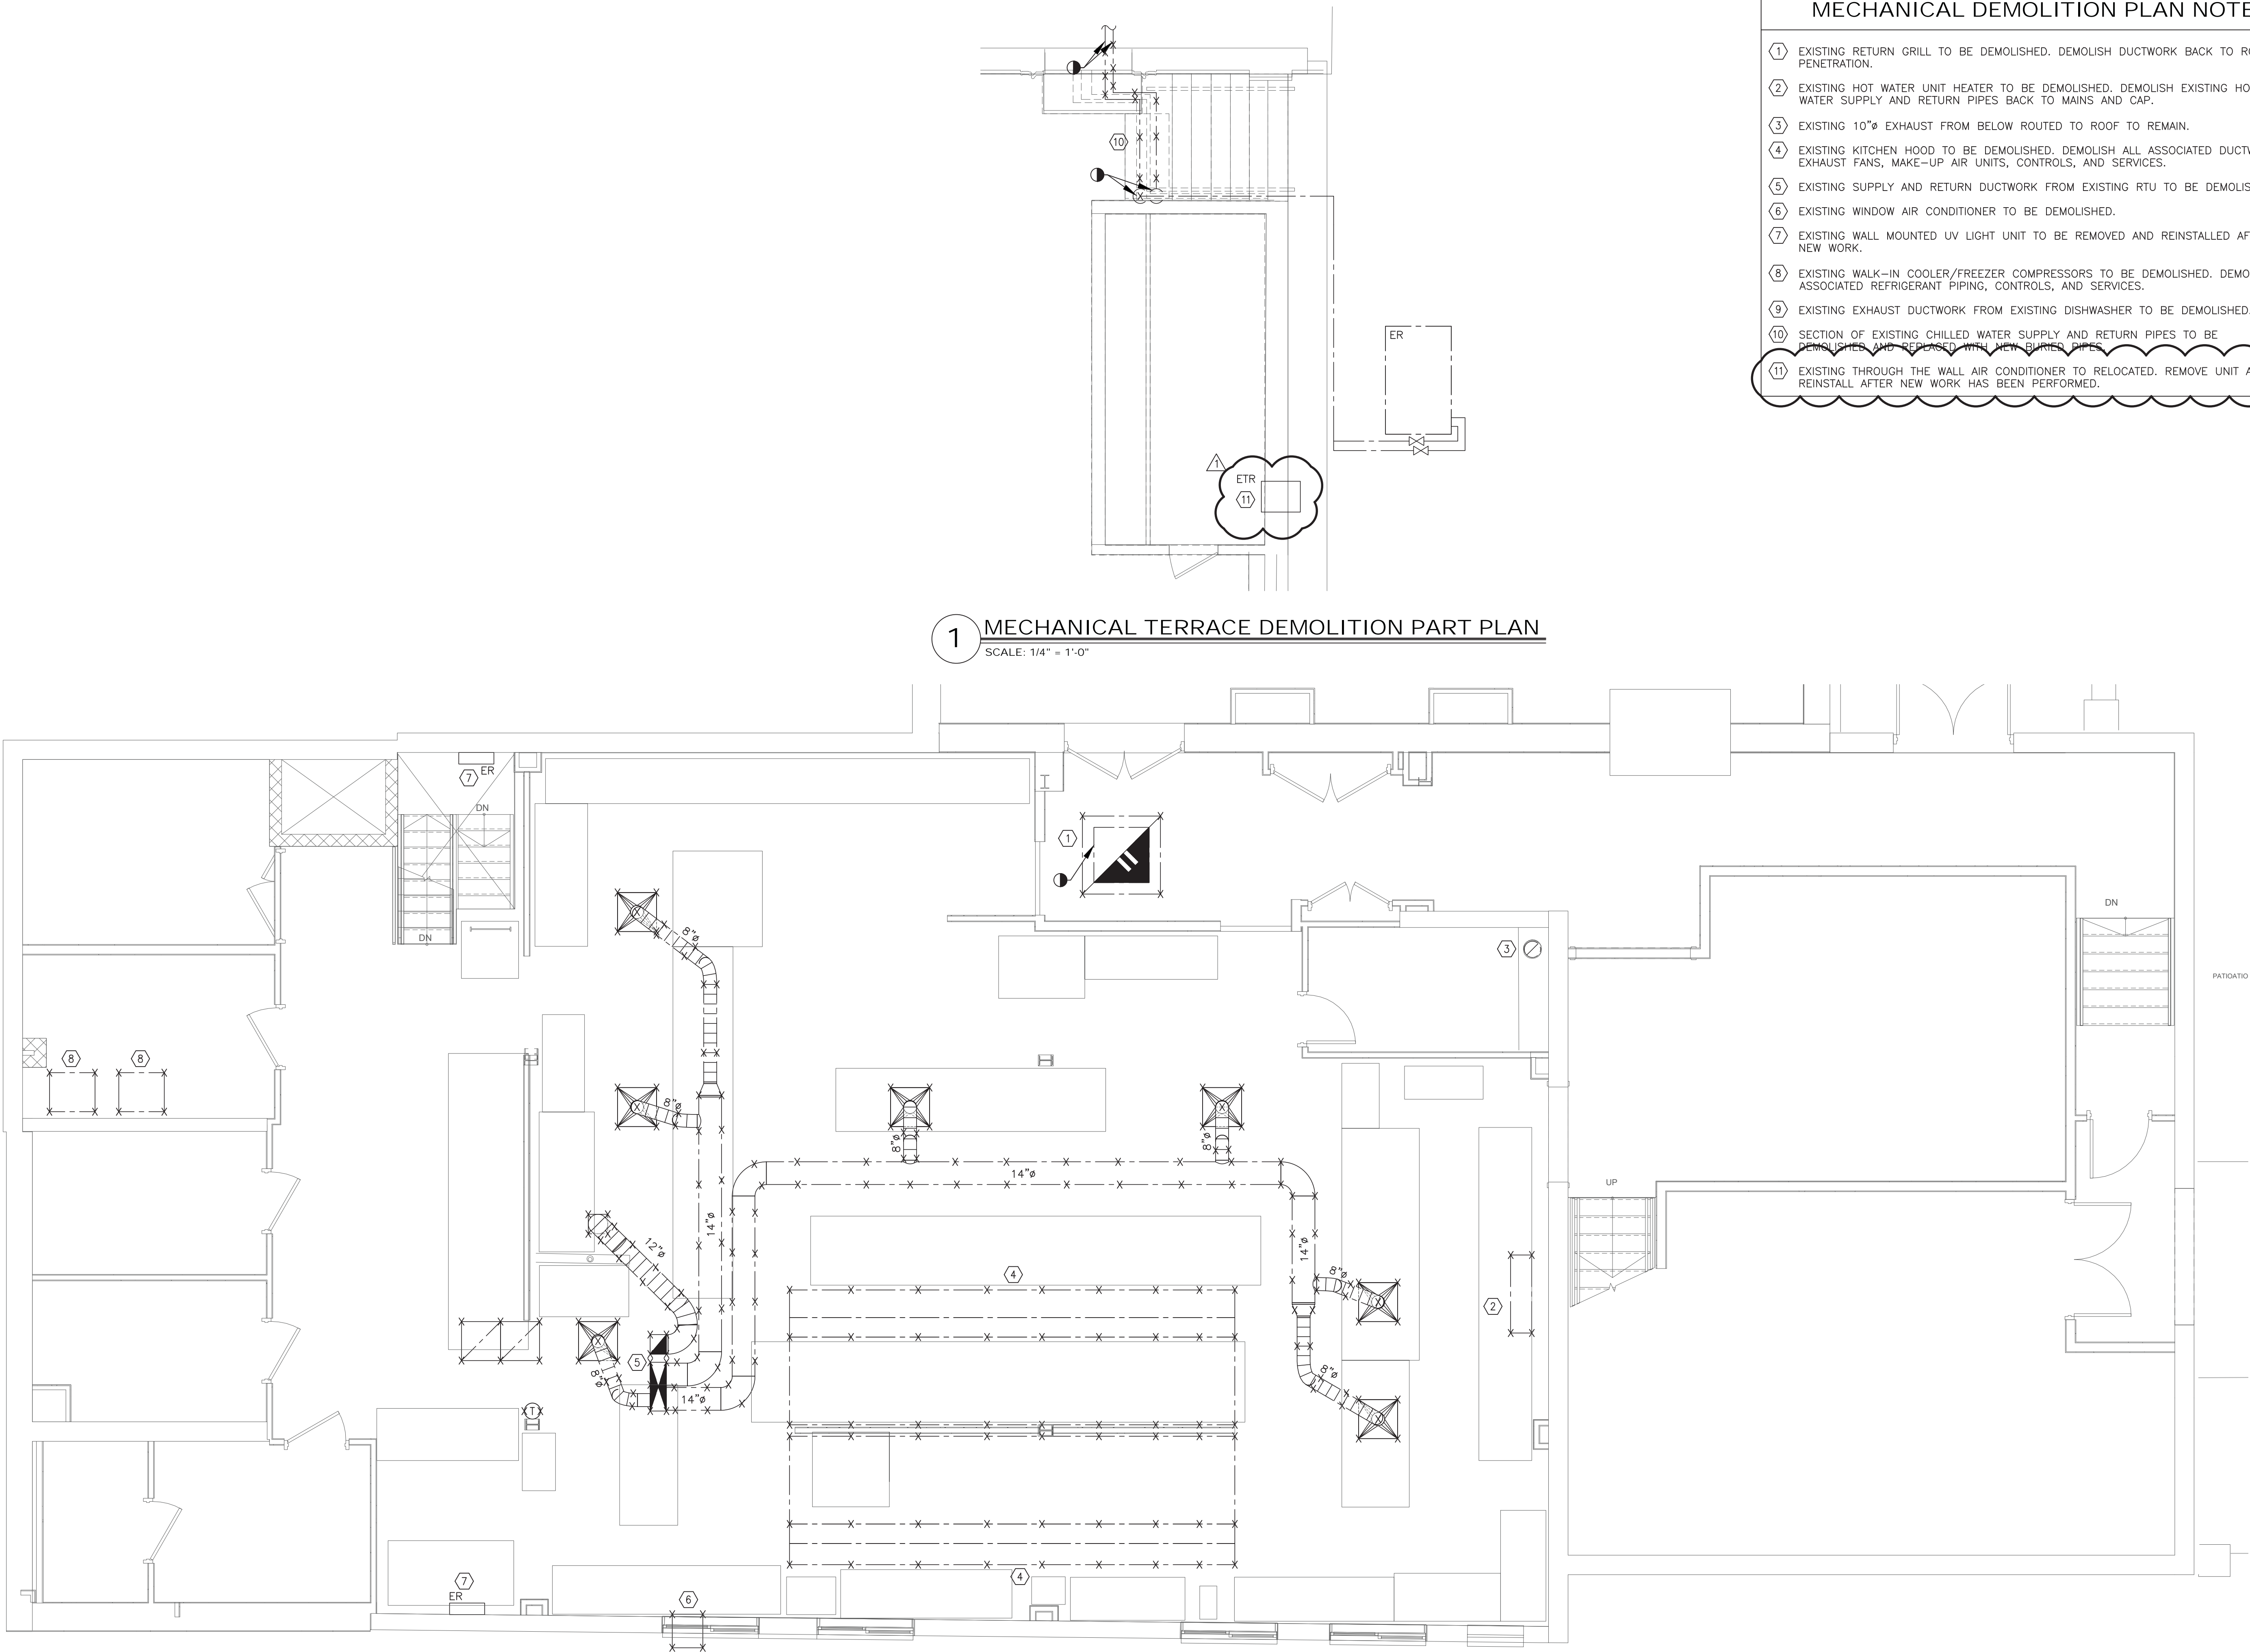 MECHANICAL DEMOLITION PLAN NOTE
1 EXISTING RETURN GRILL TO BE DEMOLISHED. DEMOLISH DUCTWORK BACK TO
PENETRATION.
2 EXISTING HOT WATER UNIT HEATER TO BE DEMOLISHED. DEMOLISH EXISTING HO
WATER SUPPLY AND RETURN PIPES BACK TO MAINS AND CAP.
3 EXISTING 10"ø EXHAUST FROM BELOW ROUTED TO ROOF TO REMAIN.
4 EXISTING KITCHEN HOOD TO BE DEMOLISHED. DEMOLISH ALL ASSOCIATED DUCTW
EXHAUST FANS, MAKE-UP AIR UNITS, CONTROLS, AND SERVICES.
5 EXISTING SUPPLY AND RETURN DUCTWORK FROM EXISTING RTU TO BE DEMOLIS
6 EXISTING WINDOW AIR CONDITIONER TO BE DEMOLISHED.
7 EXISTING WALL MOUNTED UV LIGHT UNIT TO BE REMOVED AND REINSTALLED AF
NEW WORK.
8 EXISTING WALK-IN COOLER/FREEZER COMPRESSORS TO BE DEMOLISHED. DEMO
ASSOCIATED REFRIGERANT PIPING, CONTROLS, AND SERVICES.
9 EXISTING EXHAUST DUCTWORK FROM EXISTING DISHWASHER TO BE DEMOLISHED.
10 SECTION OF EXISTING CHILLED WATER SUPPLY AND RETURN PIPES TO BE
DEMOLISHED AND REPLACED WITH NEW BURIED PIPES.
11 EXISTING THROUGH THE WALL AIR CONDITIONER TO RELOCATED. REMOVE UNIT A
REINSTALL AFTER NEW WORK HAS BEEN PERFORMED.
10
ER
1
ETR
11
1 MECHANICAL TERRACE DEMOLITION PART PLAN
SCALE: 1/4" = 1'-0"
7 ER
DN
DN
1
8"ø
3
DN
PATIOATIO
8
8
8"ø
8"ø
8"ø
14"ø
UP
14"ø
12"ø
14"ø
4
8"ø
2
5
8"ø
14"ø
8"ø
T
7
ER
6
4